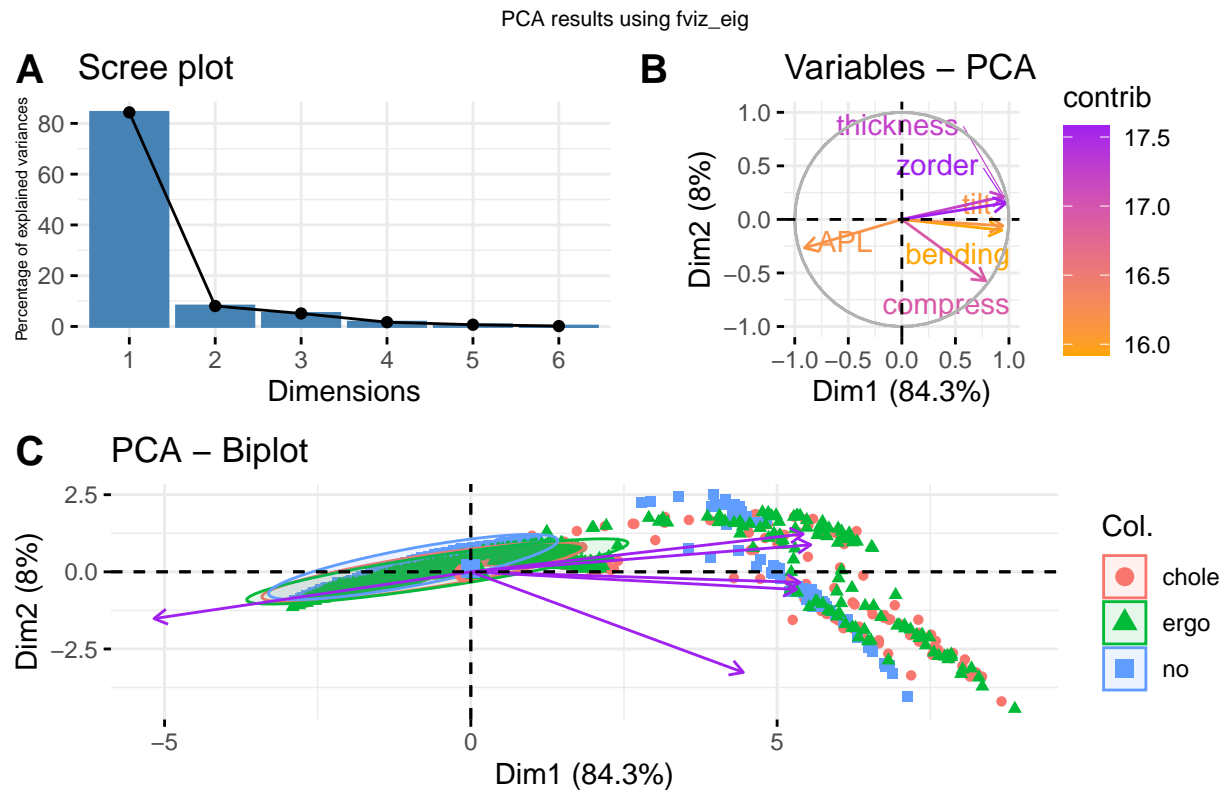 PCA results using fviz_eig
A Scree plot
Percentage of explained variances
80
60
40
20
0
1 2 3 4 5 6
Dimensions
B Variables − PCA
Dim2 (8%)
1.0
0.5
0.0
−0.5
−1.0
thickness
zorder
tilt
APL
bending
compress
−1.0 −0.5 0.0 0.5 1.0
Dim1 (84.3%)
contrib
17.5
17.0
16.5
16.0
C PCA − Biplot
Dim2 (8%)
2.5
0.0
−2.5
−5 0 5
Dim1 (84.3%)
Col.
chole
ergo
no